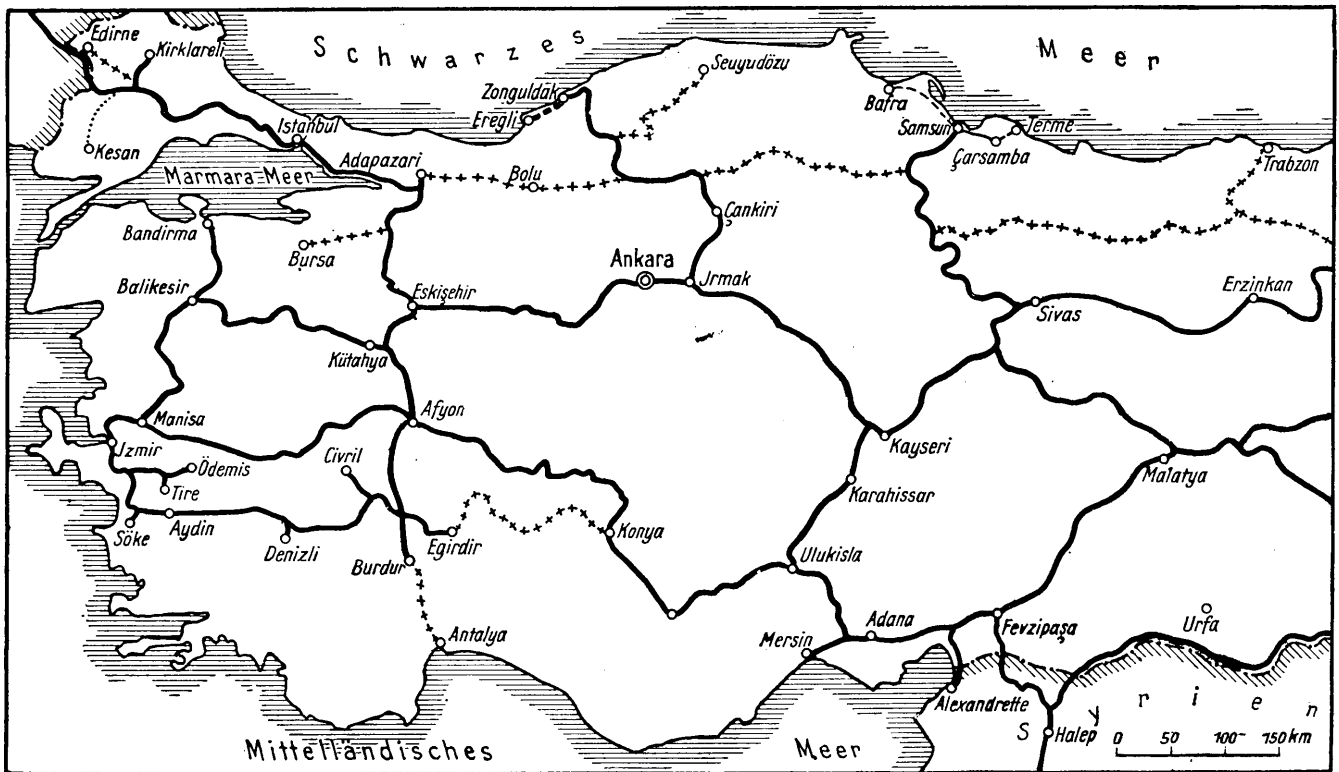 Edirne
Kirklareli
Schwarzes
Meer
Seuyudözü
Zonguldak
Eregli
Bafra
Samsun
Terme
Çarsamba
Istanbul
Kesan
Adapazari
Bolu
Trabzon
Marmara-Meer
Çankiri
Bandirma
Bursa
Ankara
Jrmak
Balikesir
Eskişehir
Erzinkan
Sivas
Kütahya
Manisa
Afyon
Jzmir
Kayseri
Ödemis
Civril
Malatya
Tire
Karahissar
Söke
Aydin
Denizli
Egirdir
Konya
Burdur
Ulukisla
Antalya
Mersin
Adana
Fevzipaşa
Urfa
Alexandrette
Syrien
Halep
Mittelländisches
Meer
0 50 100 150 km